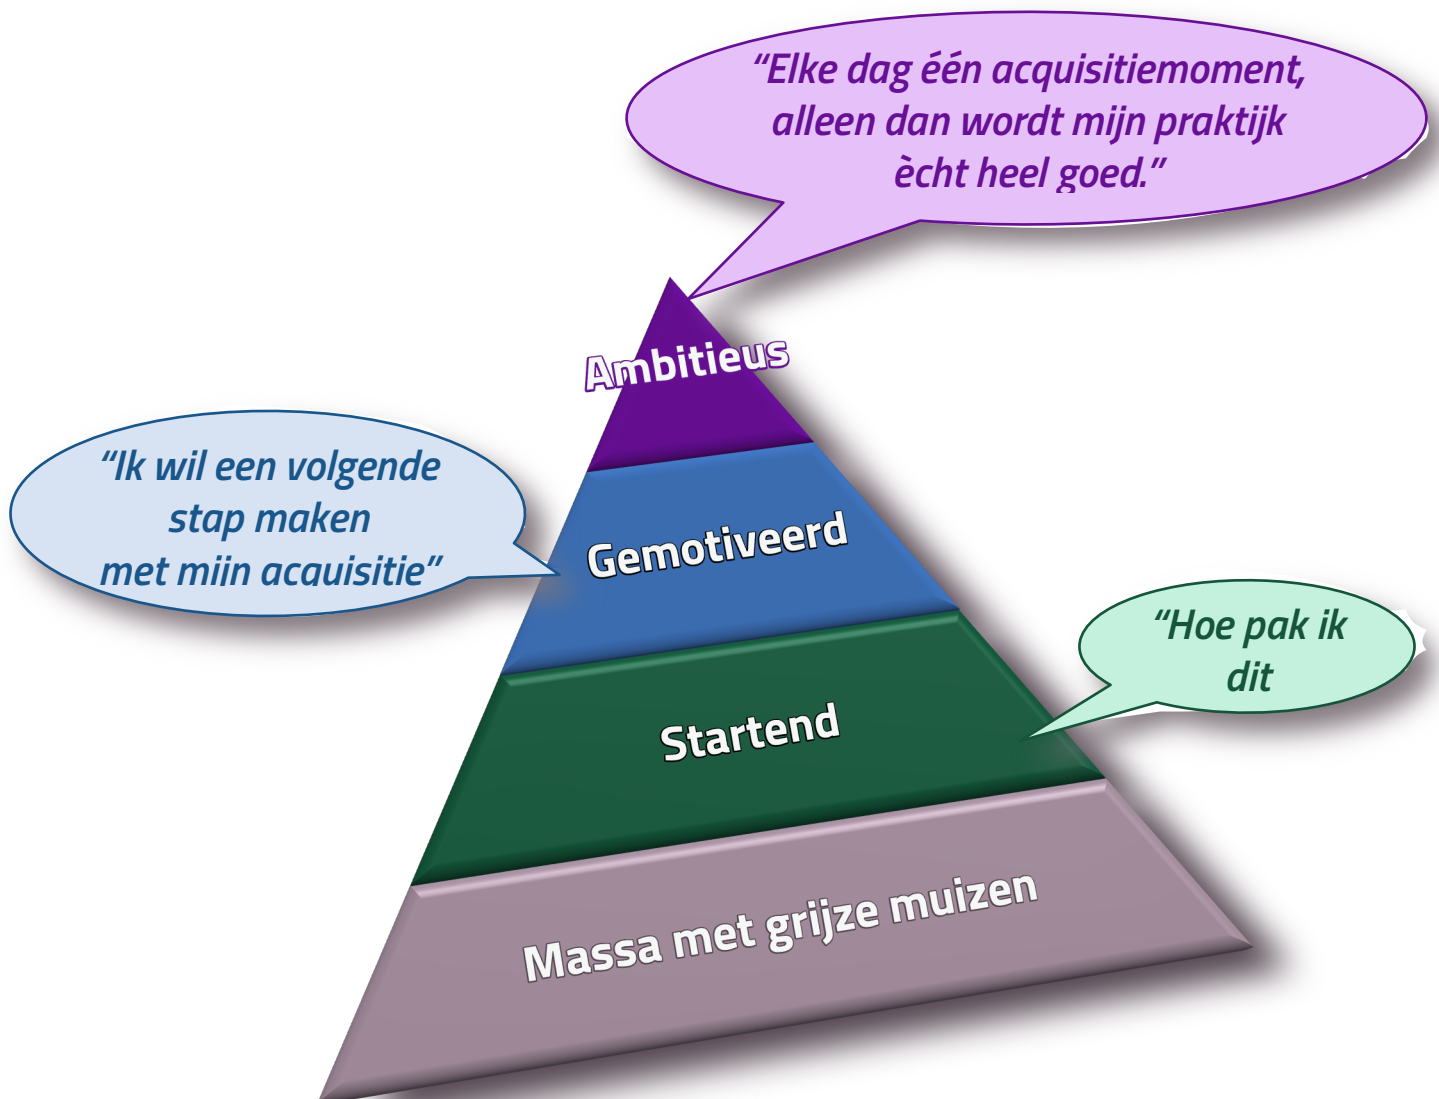 “Elke dag één acquisitiemoment,
alleen dan wordt mijn praktijk
ècht heel goed.”
Ambitieus
“Ik wil een volgende
stap maken
met mijn acquisitie”
Gemotiveerd
“Hoe pak ik
dit
Startend
Massa met grijze muizen